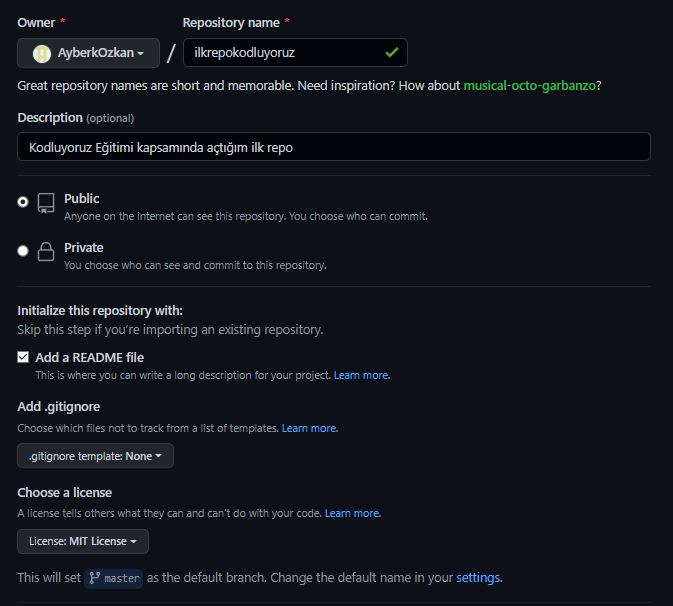 Owner * Repository name *
AyberkOzkan / ilkrepokodluyoruz
Great repository names are short and memorable. Need inspiration? How about musical-octo-garbanzo?
Description (optional)
Kodluyoruz Eğitimi kapsamında açtığım ilk repo
Public
Anyone on the internet can see this repository. You choose who can commit.
Private
You choose who can see and commit to this repository.
Initialize this repository with:
Skip this step if you're importing an existing repository.
Add a README file
This is where you can write a long description for your project. Learn more.
Add .gitignore
Choose which files not to track from a list of templates. Learn more.
.gitignore template: None
Choose a license
A license tells others what they can and can't do with your code. Learn more.
License: MIT License
This will set master as the default branch. Change the default name in your settings.